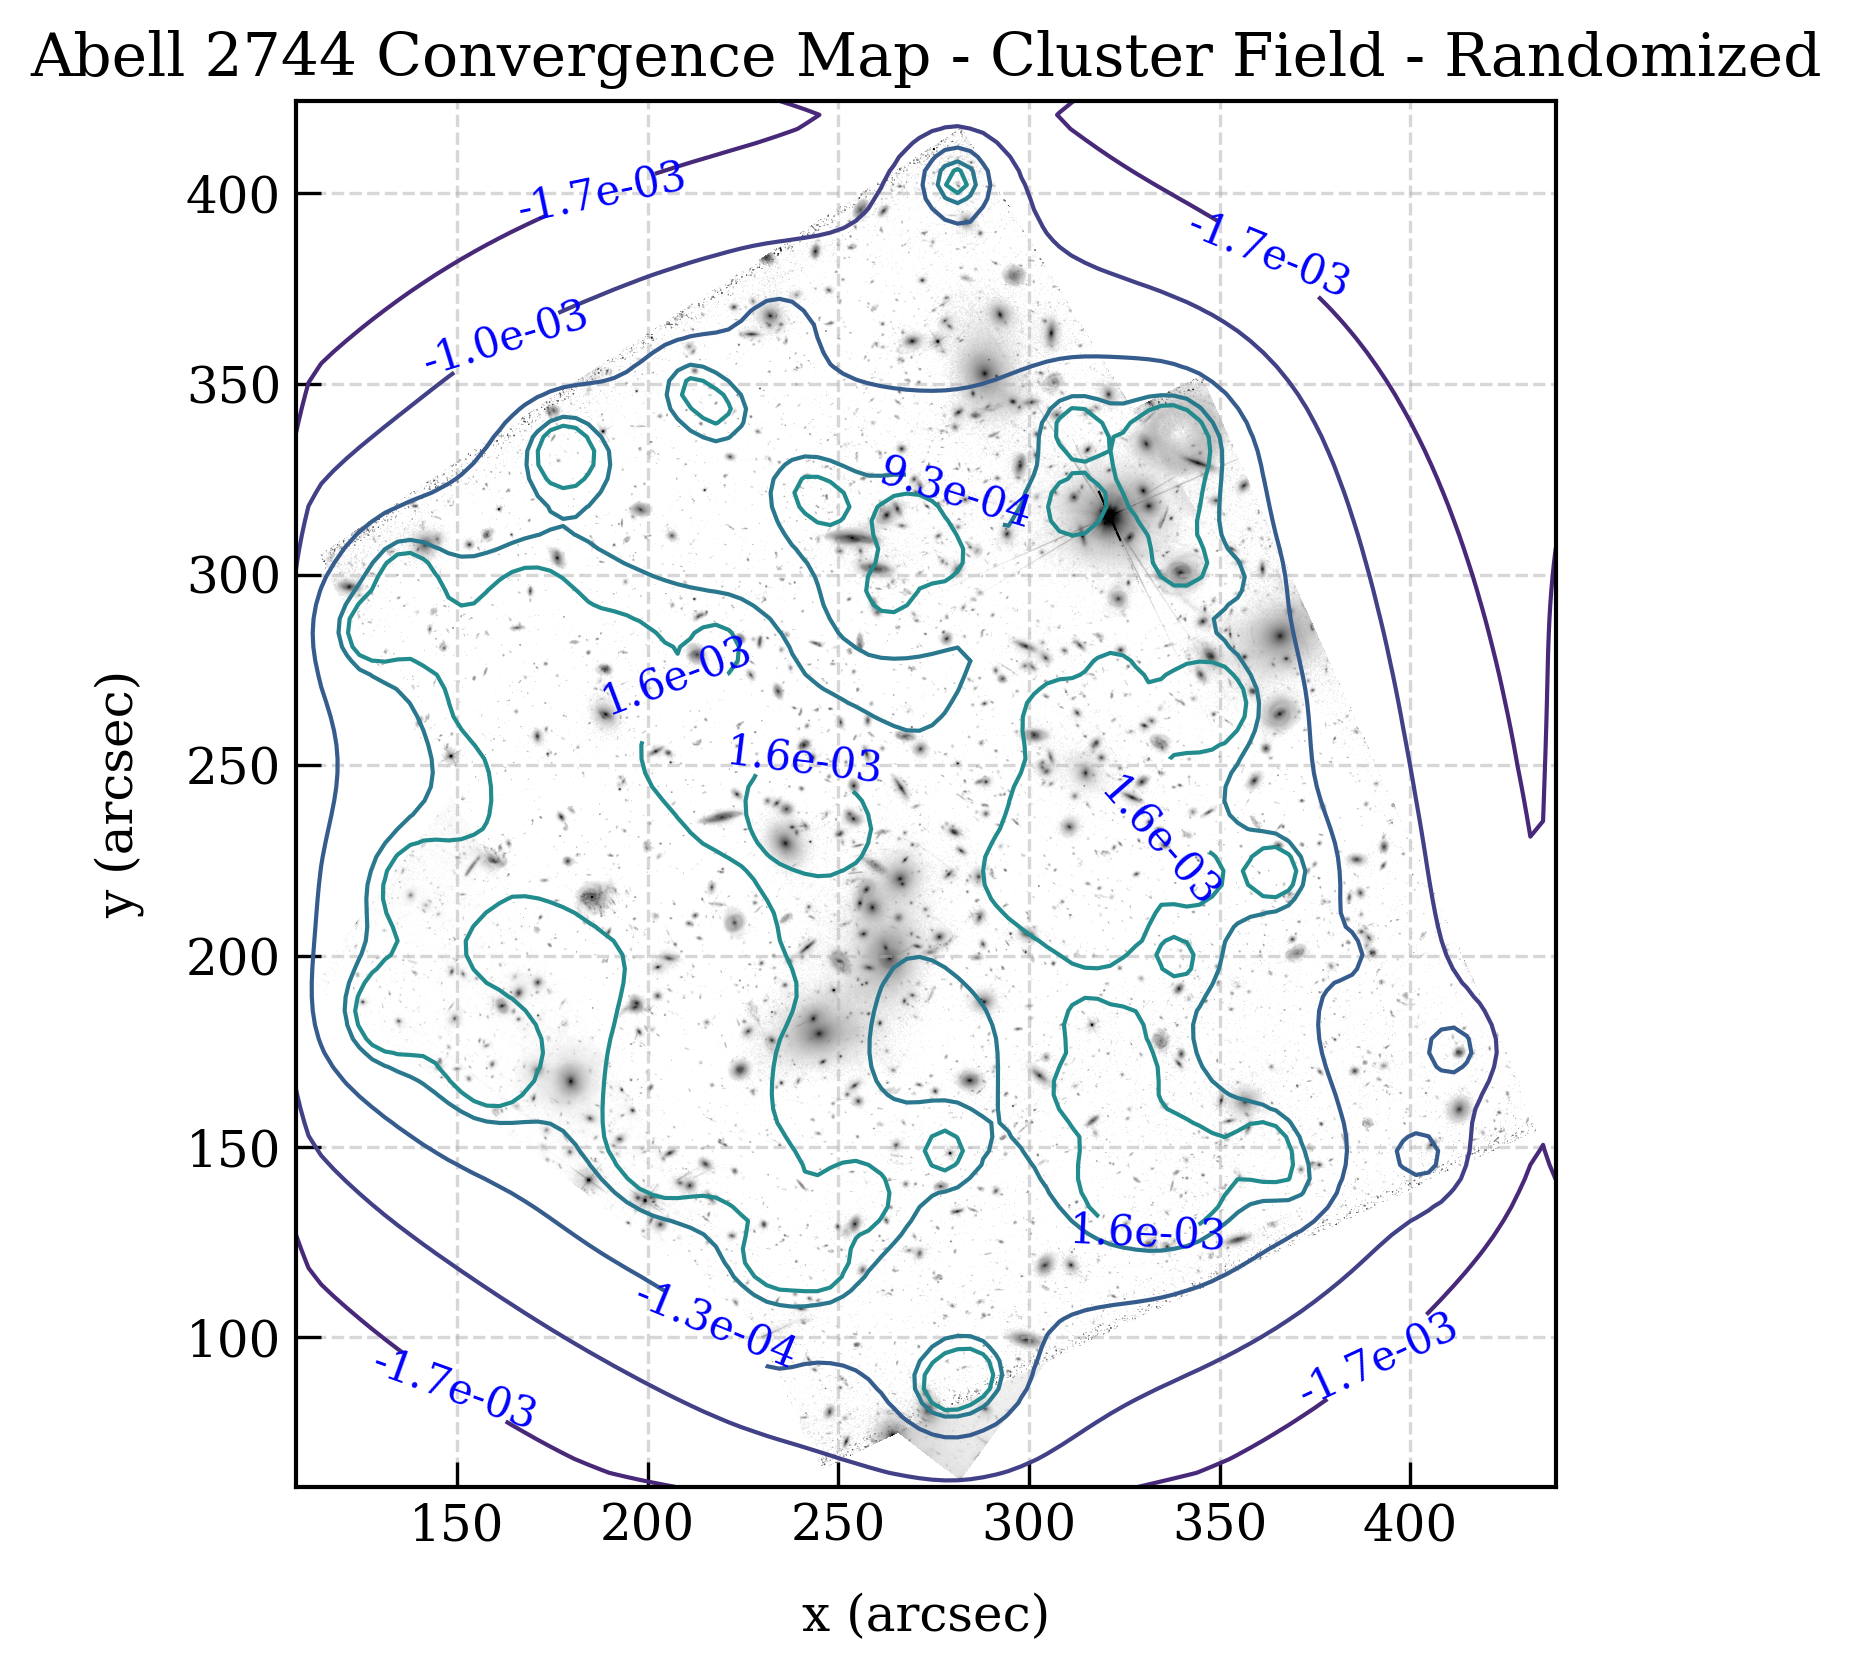 Abell 2744 Convergence Map - Cluster Field - Randomized
400
350
300
250
200
150
100
y (arcsec)
-1.7e-03
-1.7e-03
-1.0e-03
9.3e-04
1.6e-03
1.6e-03
1.6e-03
1.6e-03
-1.3e-04
-1.7e-03
-1.7e-03
150
200
250
300
350
400
x (arcsec)